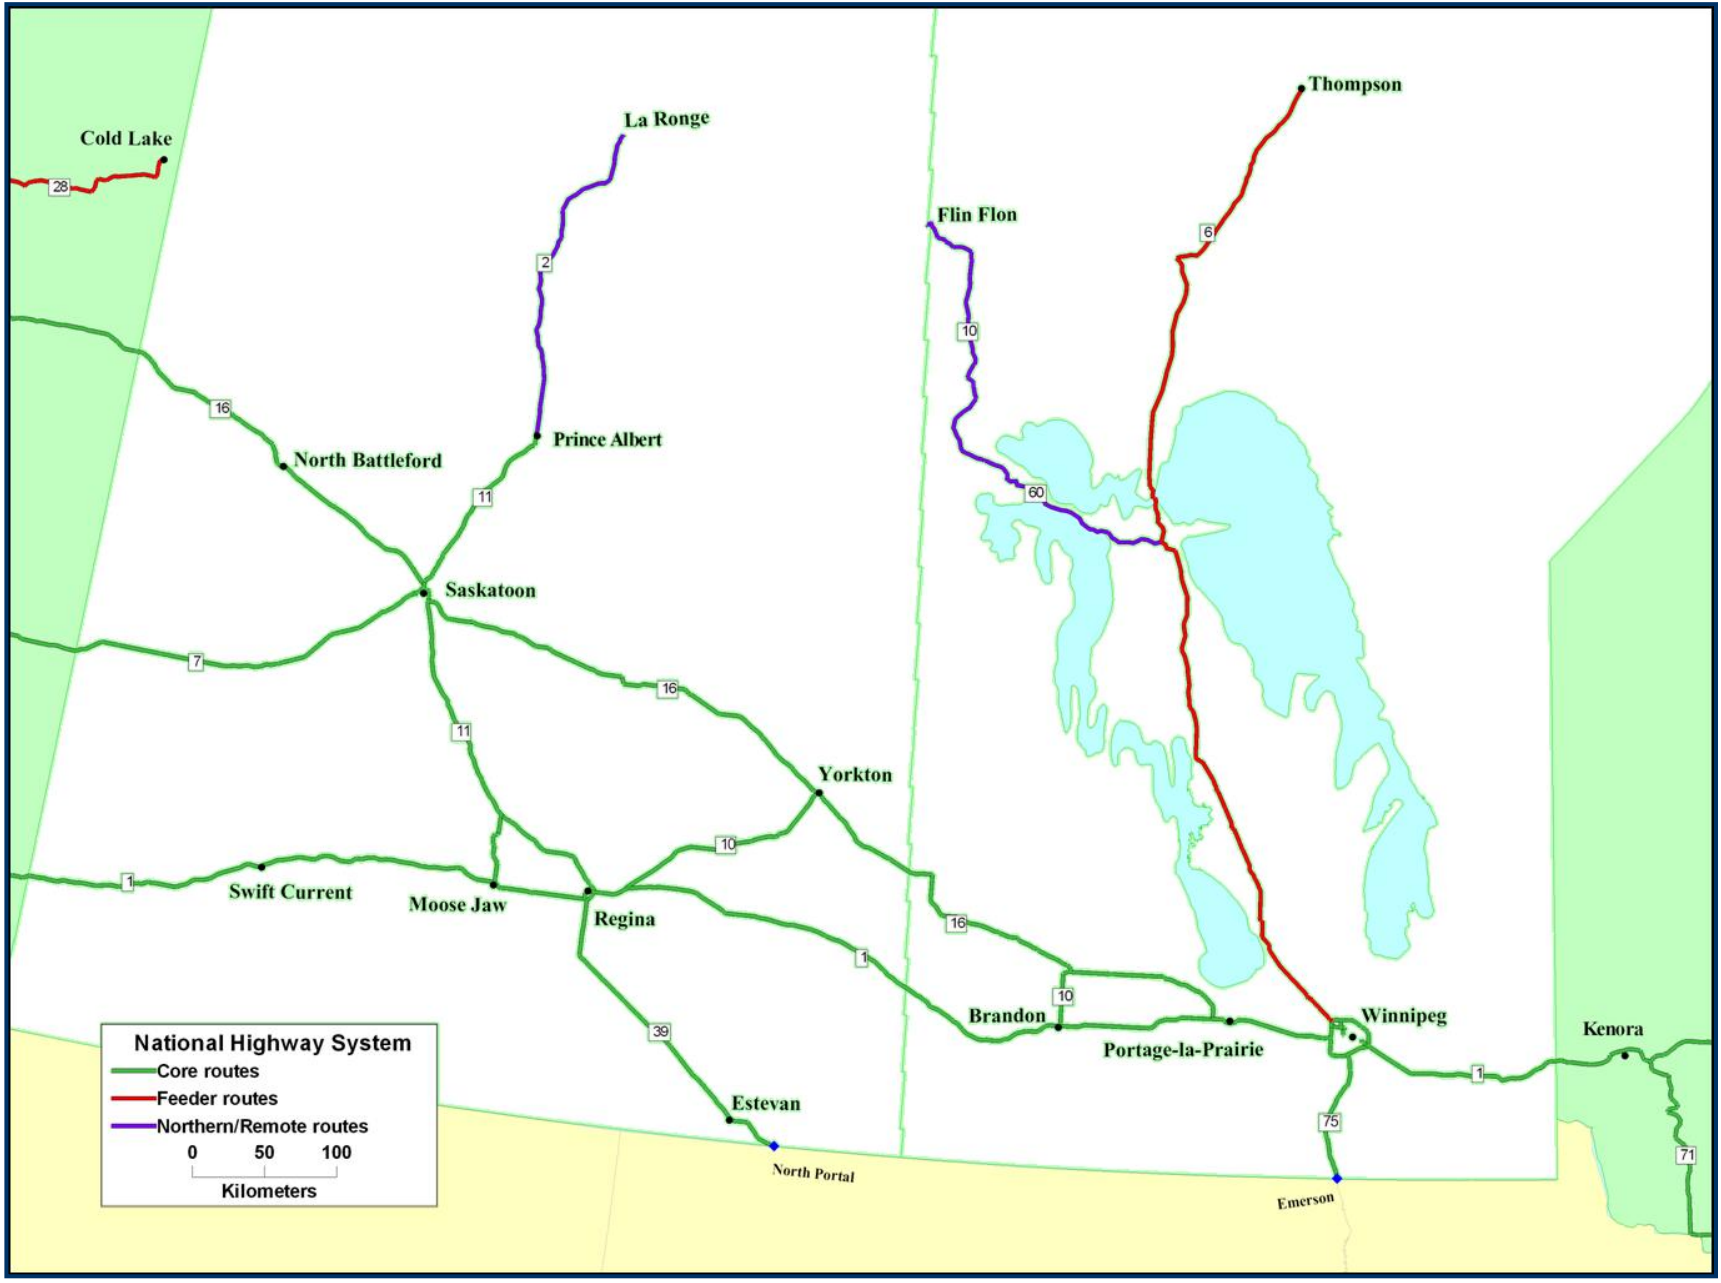 Thompson
La Ronge
Cold Lake
28
Flin Flon
6
2
10
16
Prince Albert
North Battleford
11
60
Saskatoon
7
16
11
Yorkton
10
1
Swift Current
Moose Jaw
Regina
16
1
10
Brandon
Winnipeg
Kenora
39
Portage-la-Prairie
1
National Highway System
Core routes
Feeder routes
Northern/Remote routes
0 50 100
Kilometers
Estevan
75
71
North Portal
Emerson